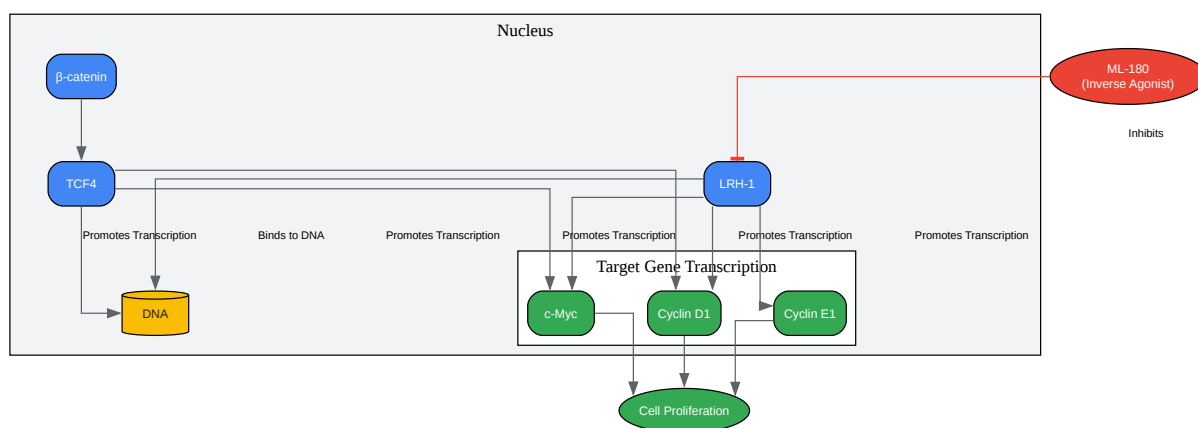 Nucleus
β-catenin
ML-180
(Inverse Agonist)
Inhibits
TCF4
LRH-1
Promotes Transcription
Binds to DNA
Promotes Transcription
Promotes Transcription
Promotes Transcription
Promotes Transcription
Target Gene Transcription
DNA
c-Myc
Cyclin D1
Cyclin E1
Cell Proliferation